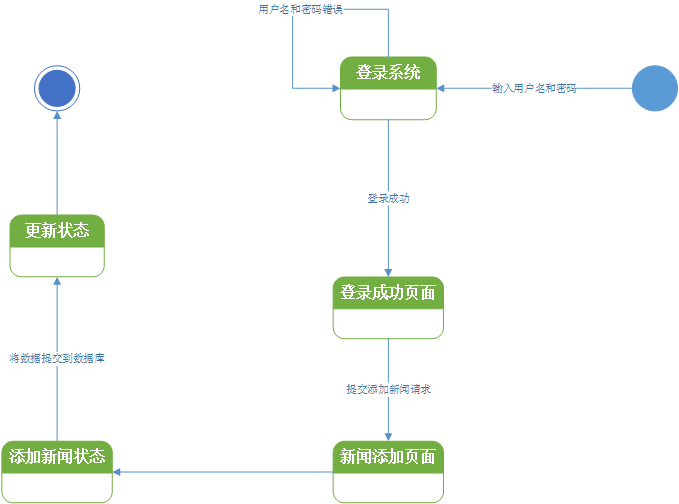 用户名和密码错误
登录系统
输入用户名和密码
登录成功
更新状态
登录成功页面
将数据提交到数据库
提交添加新闻请求
添加新闻状态
新闻添加页面